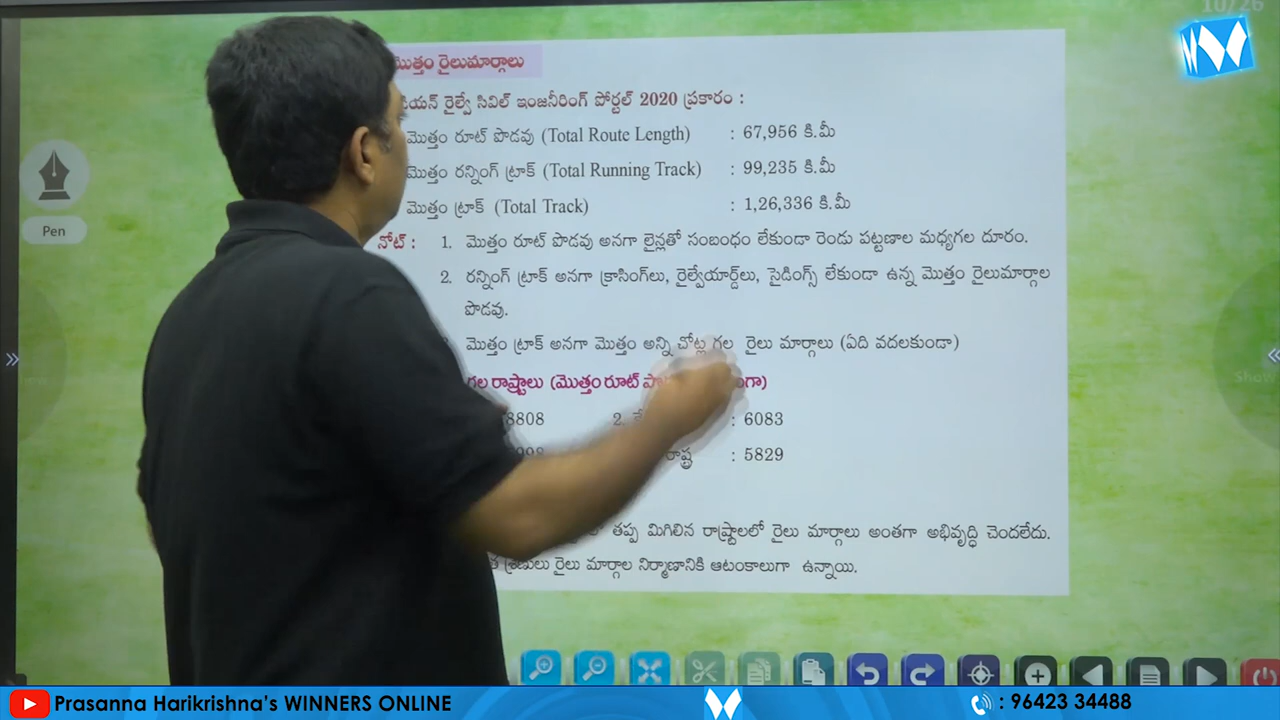 10/26
మొత్తం రైలుమార్గాలు
రైల్వే సివిల్ ఇంజనీరింగ్ పోర్టల్ 2020 ప్రకారం :
మొత్తం రూట్ పొడవు (Total Route Length) : 67,956 కి.మీ
మొత్తం రన్నింగ్ ట్రాక్ (Total Running Track) : 99,235 కి.మీ
మొత్తం ట్రాక్ (Total Track) : 1,26,336 కి.మీ
నోట్ : 1. మొత్తం రూట్ పొడవు అనగా లైన్లతో సంబంధం లేకుండా రెండు పట్టణాల మధ్యగల దూరం.
2. రన్నింగ్ ట్రాక్ అనగా క్రాసింగ్‌లు, రైల్వేయార్డ్‌లు, సైడింగ్స్ లేకుండా ఉన్న మొత్తం రైలుమార్గాల
పొడవు.
మొత్తం ట్రాక్ అనగా మొత్తం అన్ని చోట్ల గల రైలు మార్గాలు (ఏది వదలకుండా)
గల రాష్ట్రాలు (మొత్తం రూట్
8808 2. : 6083
: 5829
తప్ప మిగిలిన రాష్ట్రాలలో రైలు మార్గాలు అంతగా అభివృద్ధి చెందలేదు.
శ్రేణులు రైలు మార్గాల నిర్మాణానికి ఆటంకాలుగా ఉన్నాయి.
Pen
Prasanna Harikrishna's WINNERS ONLINE
: 96423 34488